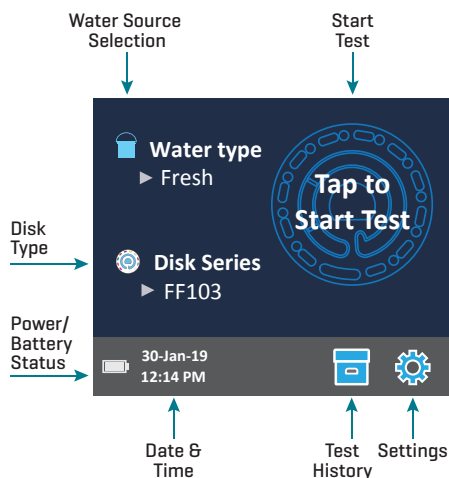 Water Source
Selection
Start
Test
Water type
▶ Fresh
Tap to
Start Test
Disk
Type
Disk Series
▶ FF103
Power/
Battery
Status
30-Jan-19
12:14 PM
Date &
Time
Test
History
Settings